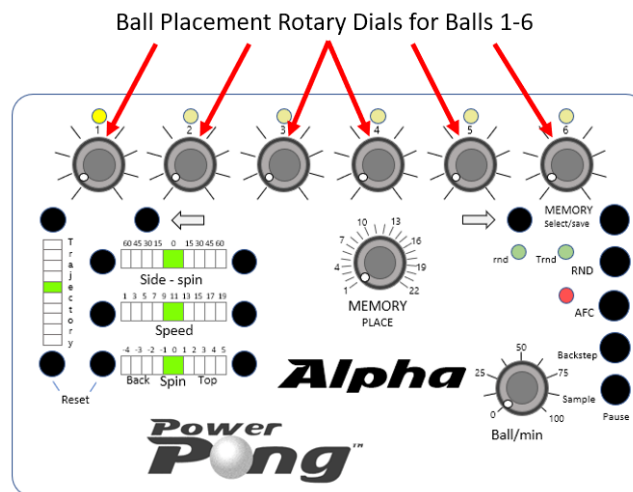 Ball Placement Rotary Dials for Balls 1-6
1 2 3 4 5 6
MEMORY
Select/save
Trajectory
60 45 30 15 0 15 30 45 60
Side - spin
1 3 5 7 9 11 13 15 17 19
Speed
-4 -3 -2 -1 0 1 2 3 4 5
Back Spin Top
Reset
1 4 7 10 13 16 19 22
MEMORY
PLACE
rnd Trnd
RND
AFC
Backstep
Sample
Pause
0 25 50 75 100
Ball/min
Alpha
Power
Pong™